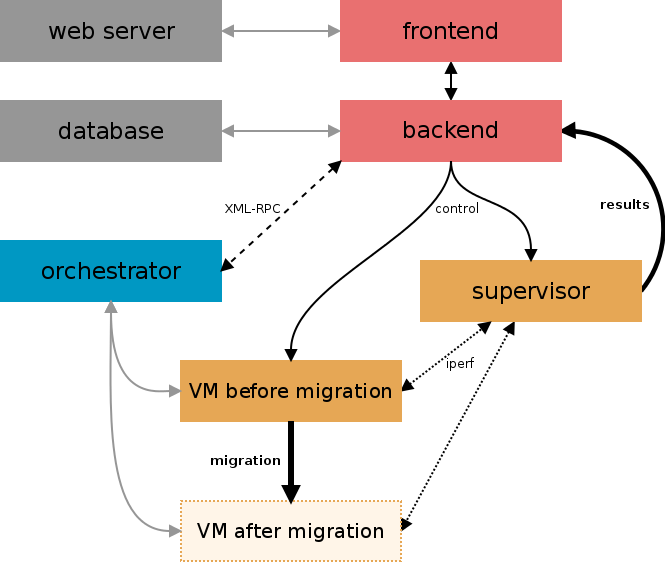 web server
frontend
database
backend
XML-RPC
control
results
orchestrator
supervisor
iperf
VM before migration
migration
VM after migration